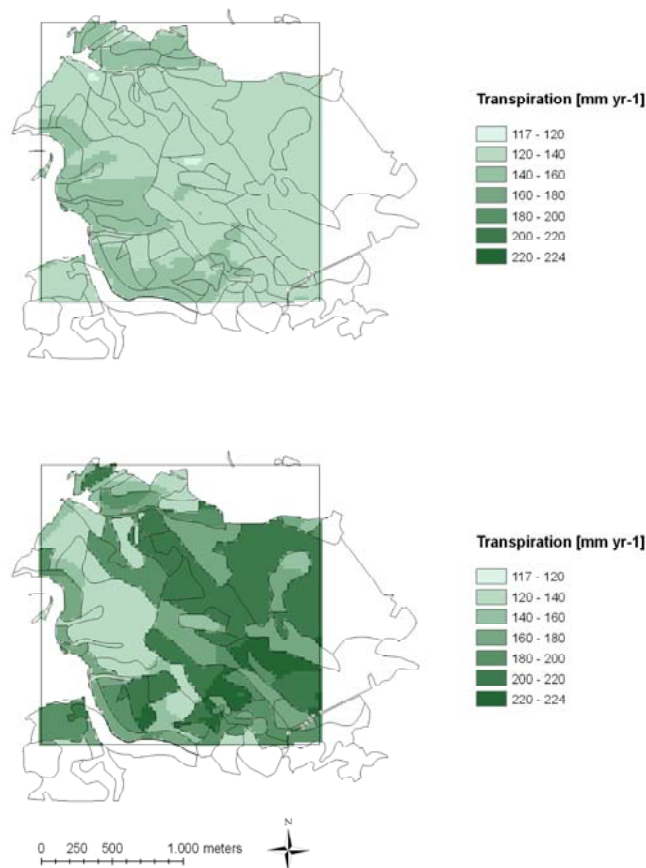 Transpiration [mm yr-1]
117 - 120
120 - 140
140 - 160
160 - 180
180 - 200
200 - 220
220 - 224
Transpiration [mm yr-1]
117 - 120
120 - 140
140 - 160
160 - 180
180 - 200
200 - 220
220 - 224
N
0 250 500 1.000 meters